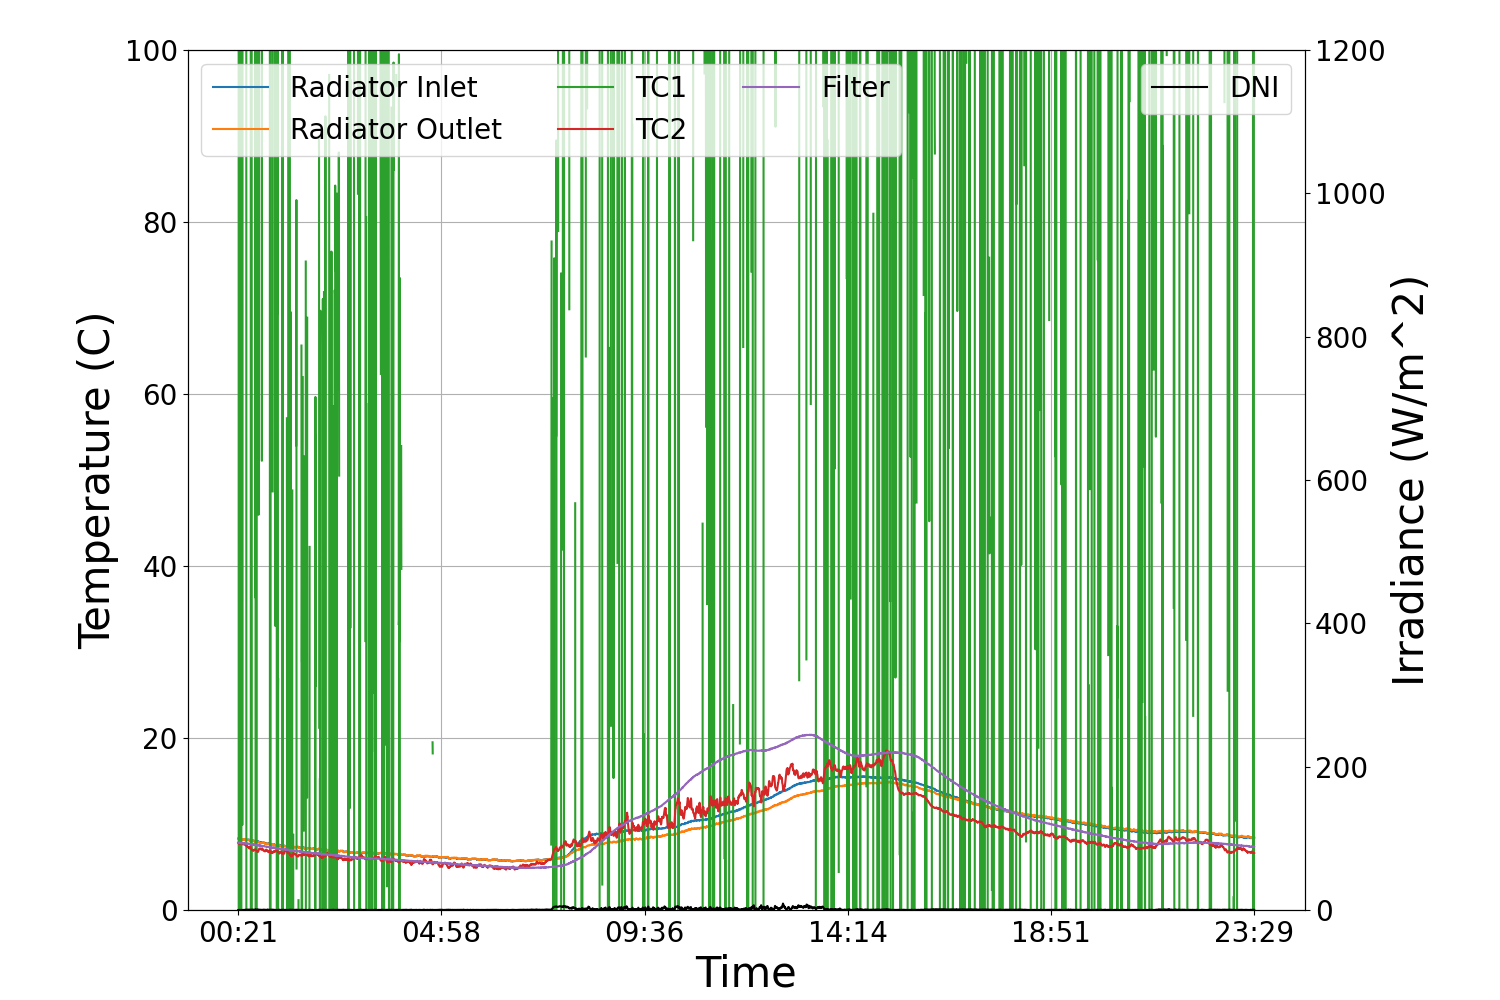 100
80
60
40
20
0
Temperature (C)
Radiator Inlet
Radiator Outlet
TC1
TC2
Filter
DNI
1200
1000
800
600
400
200
0
Irradiance (W/m^2)
00:21 04:58 09:36 14:14 18:51 23:29
Time